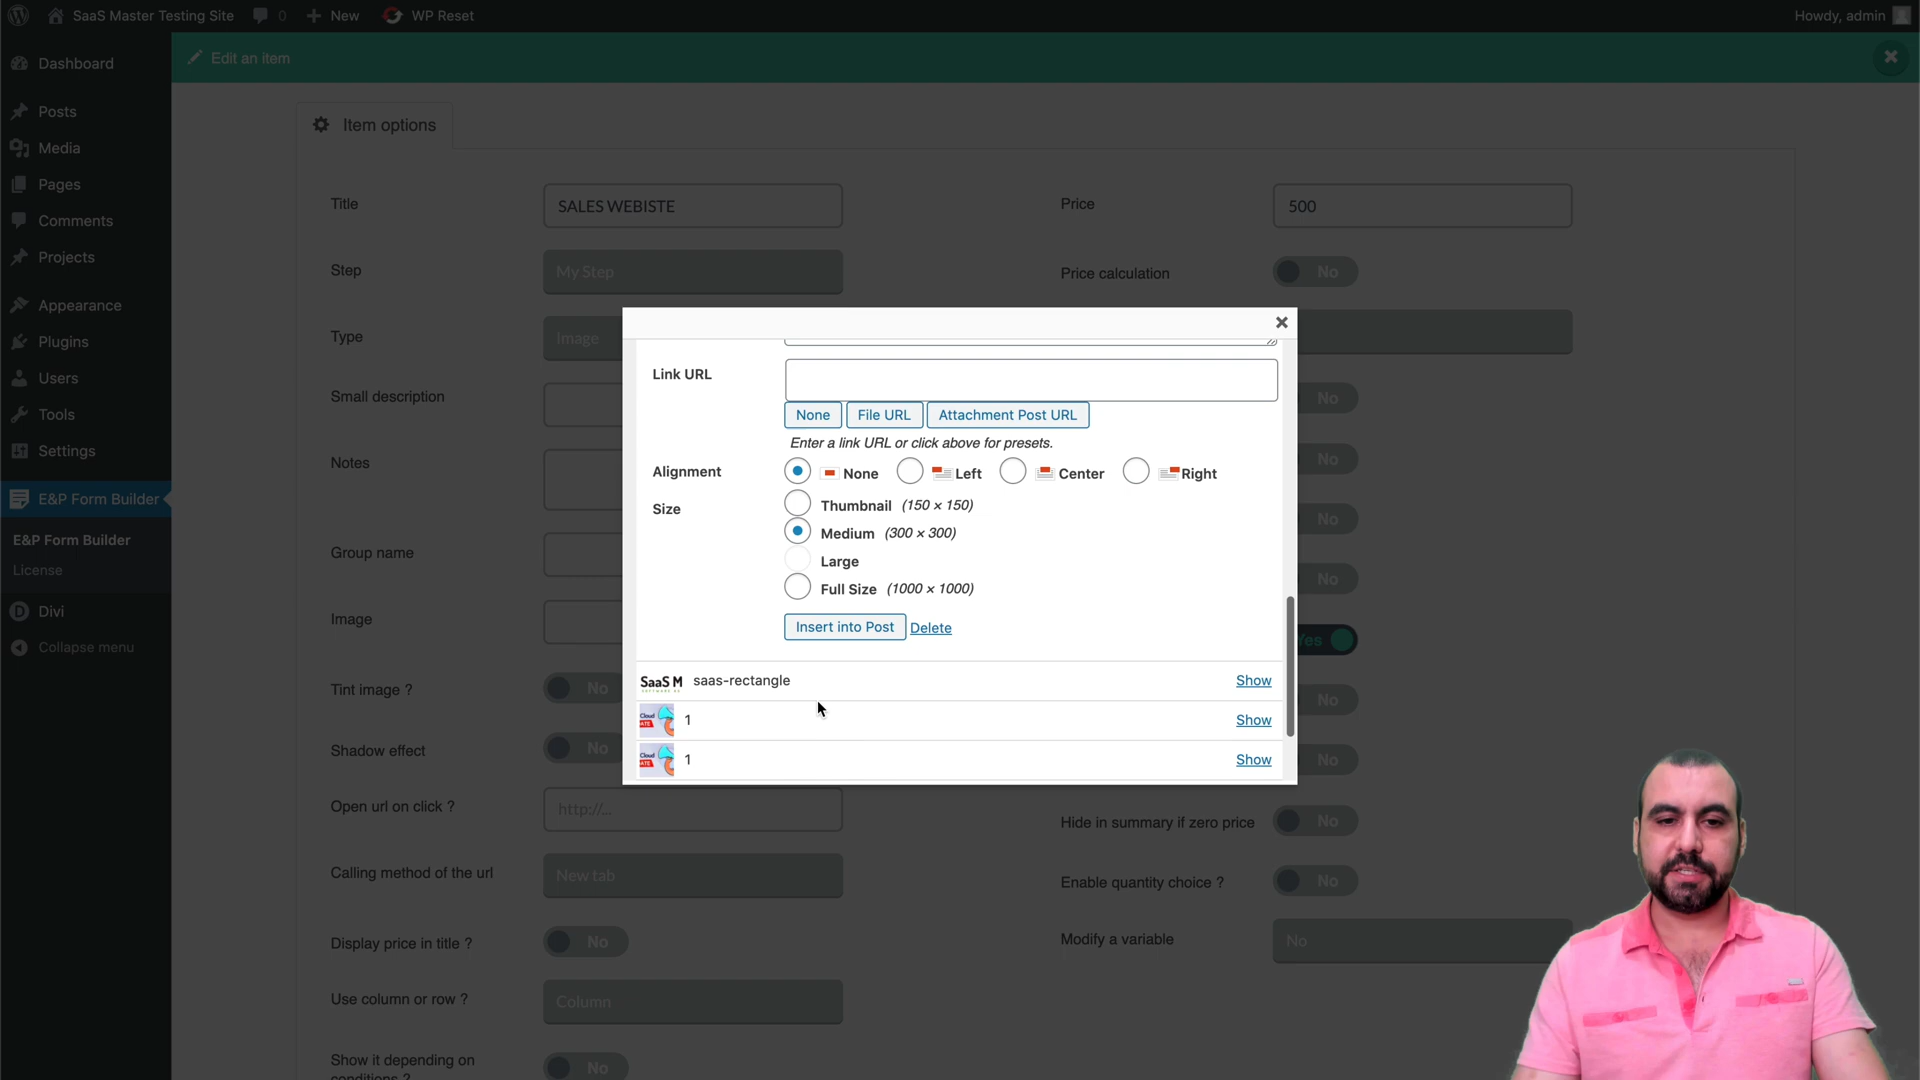 SaaS Master Testing Site
0
New
WP Reset
Howdy, admin
Dashboard
Posts
Media
Pages
Comments
Projects
Appearance
Plugins
Users
Tools
Settings
E&P Form Builder
E&P Form Builder
License
Divi
Collapse menu
Edit an item
Item options
Title
SALES WEBISTE
Price
500
Step
My Step
Price calculation
No
Type
Image
Small description
No
Notes
No
No
Group name
No
Image
Yes
Tint image ?
No
No
Shadow effect
No
No
Open url on click ?
http://...
Hide in summary if zero price
No
Calling method of the url
New tab
Enable quantity choice ?
No
Display price in title ?
No
Modify a variable
No
Use column or row ?
Column
Show it depending on
conditions ?
No
Link URL
None
File URL
Attachment Post URL
Enter a link URL or click above for presets.
Alignment
None
Left
Center
Right
Size
Thumbnail (150 × 150)
Medium (300 × 300)
Large
Full Size (1000 × 1000)
Insert into Post
Delete
SaaS M
saas-rectangle
Show
Cloud
ATE
1
Show
Cloud
ATE
1
Show